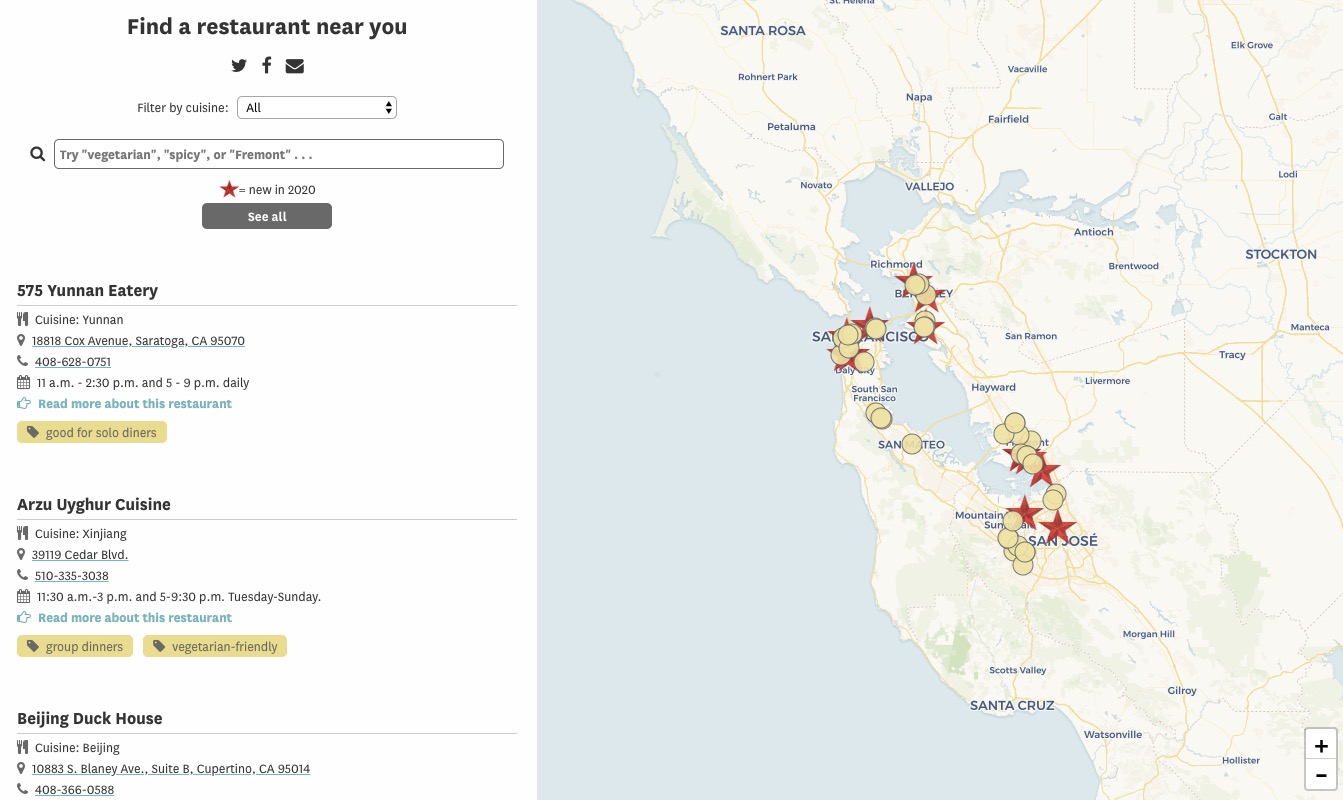 Find a restaurant near you
Filter by cuisine: All
Try "vegetarian", "spicy", or "Fremont" . . .
= new in 2020
See all
575 Yunnan Eatery
Cuisine: Yunnan
18818 Cox Avenue, Saratoga, CA 95070
408-628-0751
11 a.m. - 2:30 p.m. and 5 - 9 p.m. daily
Read more about this restaurant
good for solo diners
Arzu Uyghur Cuisine
Cuisine: Xinjiang
39119 Cedar Blvd.
510-335-3038
11:30 a.m.-3 p.m. and 5-9:30 p.m. Tuesday-Sunday.
Read more about this restaurant
group dinners vegetarian-friendly
Beijing Duck House
Cuisine: Beijing
10883 S. Blaney Ave., Suite B, Cupertino, CA 95014
408-366-0588
St. Helena
SANTA ROSA
Elk Grove
Rohnert Park
Vacaville
Napa
Fairfield
Galt
Petaluma
Lodi
Novato
VALLEJO
Antioch
STOCKTON
Richmond
Brentwood
Manteca
San Ramon
Tracy
Daly City
Hayward
Livermore
South San
Francisco
Mountain
SAN JOSÉ
Morgan Hill
Scotts Valley
Gilroy
SANTA CRUZ
Watsonville
Hollister
+
−